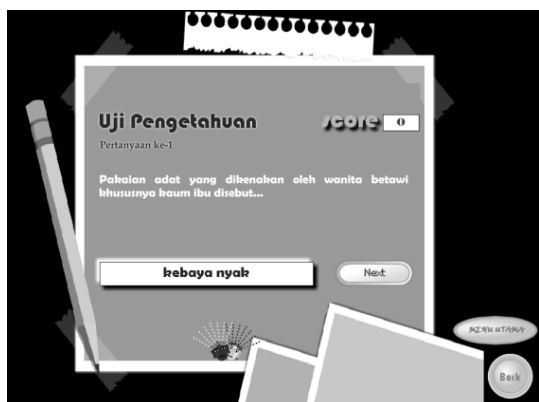 Uji Pengetahuan
score 0
Pertanyaan ke-1
Pakaian adat yang dikenakan oleh wanita betawi
khususnya kaum ibu disebut...
kebaya nyak
Next
MENU UTAMA
Back